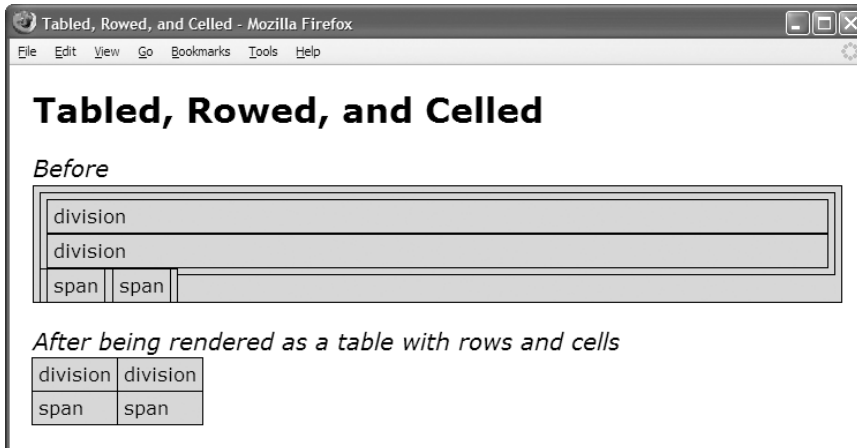 Tabled, Rowed, and Celled - Mozilla Firefox
File Edit View Go Bookmarks Tools Help
Tabled, Rowed, and Celled
Before
division
division
span span
After being rendered as a table with rows and cells
division division
span span